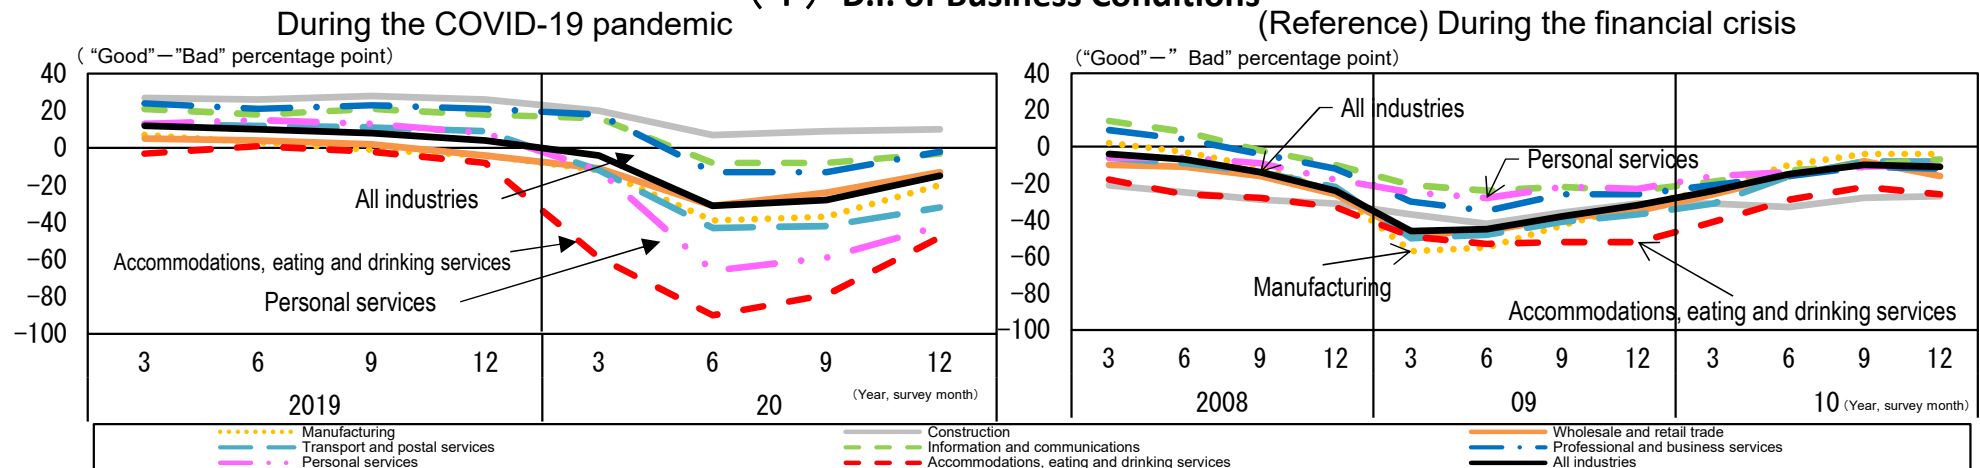 (1) D.I. of Business Conditions
During the COVID-19 pandemic
(Reference) During the financial crisis
( “Good”－”Bad” percentage point)
(“Good”－” Bad” percentage point)
40
20
0
-20
-40
-60
-80
-100
All industries
Accommodations, eating and drinking services
Personal services
3 6 9 12 3 6 9 12
2019 20
(Year, survey month)
40
20
0
-20
-40
-60
-80
-100
All industries
Personal services
Manufacturing
Accommodations, eating and drinking services
3 6 9 12 3 6 9 12 3 6 9 12
2008 09 10 (Year, survey month)
Manufacturing Construction Wholesale and retail trade
Transport and postal services Information and communications Professional and business services
Personal services Accommodations, eating and drinking services All industries